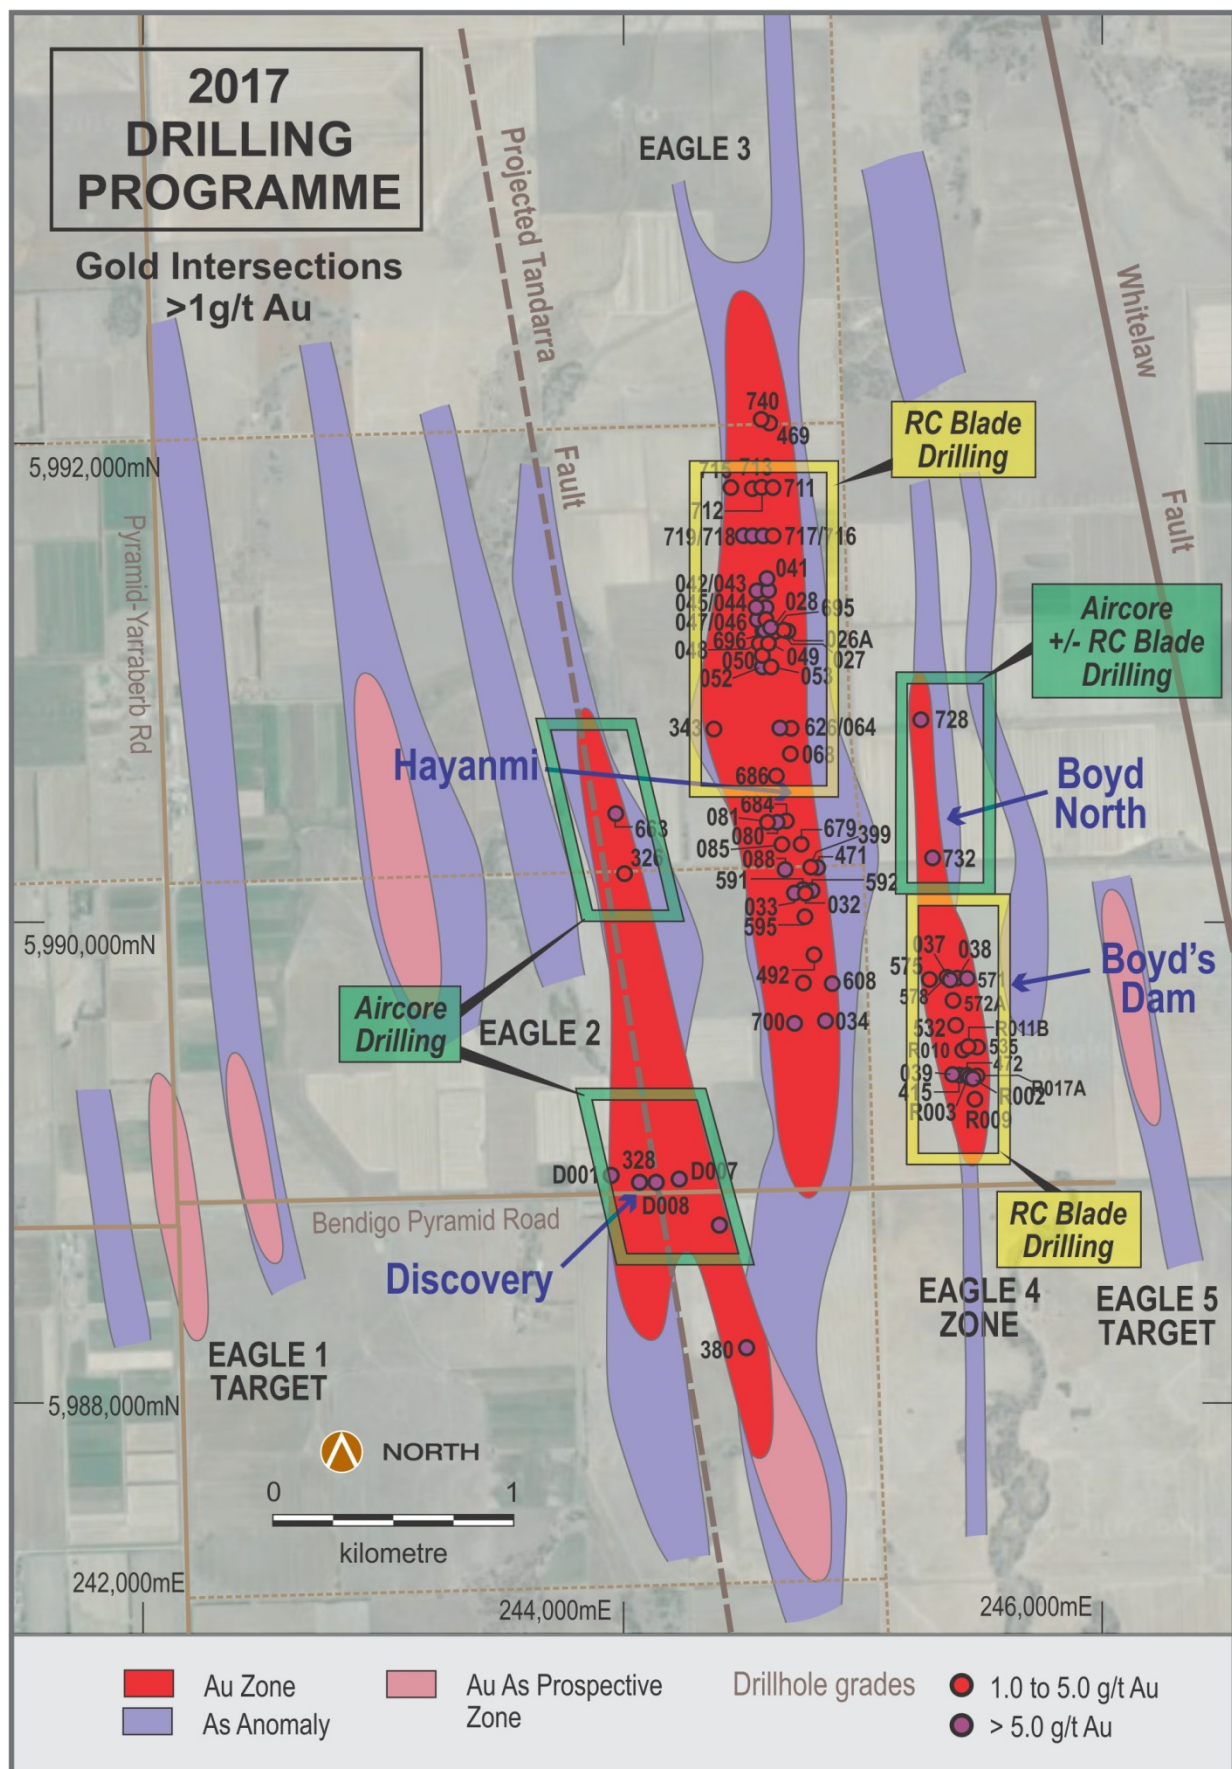 2017
DRILLING
PROGRAMME
Gold Intersections
>1g/t Au
EAGLE 3
Projected Tandarra
Fault
Whitelaw
Fault
Pyramid-Yarraberb Rd
5,992,000mN
740
469
RC Blade
Drilling
715
713
711
712
719/718
717/716
041
042/043
045/044
028
695
047/046
696
026A
048
049
027
050
052
053
343
626/064
068
686
Aircore
+/- RC Blade
Drilling
728
Boyd
North
732
Hayanmi
663
326
684
081
080
679
399
085
088
471
591
592
033
032
595
5,990,000mN
492
608
700
034
037
038
575
571
578
572A
532
R011B
R010
535
472
039
R017A
415
R002
R003
R009
Boyd's
Dam
Aircore
Drilling
EAGLE 2
D001
328
D007
D008
Bendigo Pyramid Road
Discovery
RC Blade
Drilling
EAGLE 4
ZONE
EAGLE 5
TARGET
EAGLE 1
TARGET
380
5,988,000mN
NORTH
0
1
kilometre
242,000mE
244,000mE
246,000mE
Au Zone
As Anomaly
Au As Prospective
Zone
Drillhole grades
1.0 to 5.0 g/t Au
> 5.0 g/t Au